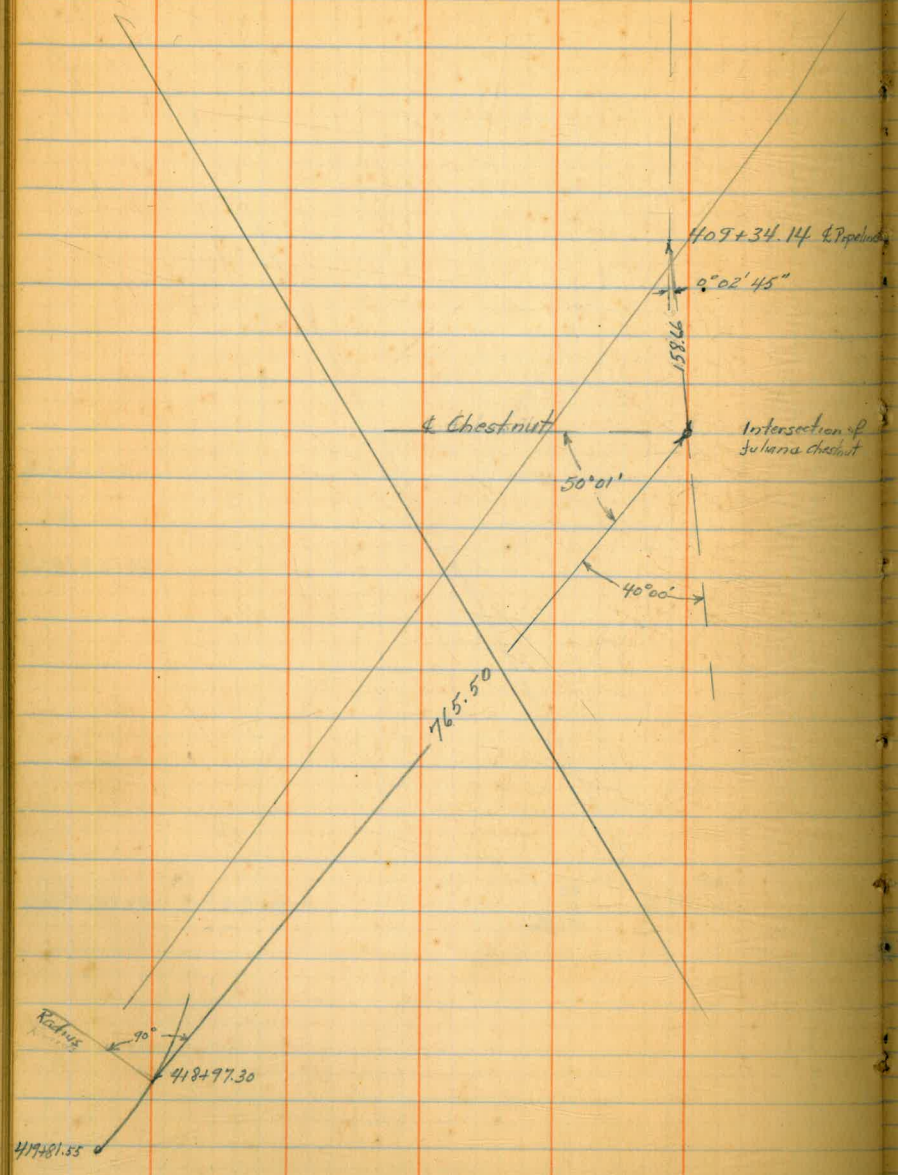 409+34.14 ℄ Pipeline
0°02'45"
158.66
℄ Chestnut
Intersection of
Juliana Chestnut
50°01'
40°00'
765.50
Radius
90°
418+97.30
419+81.55